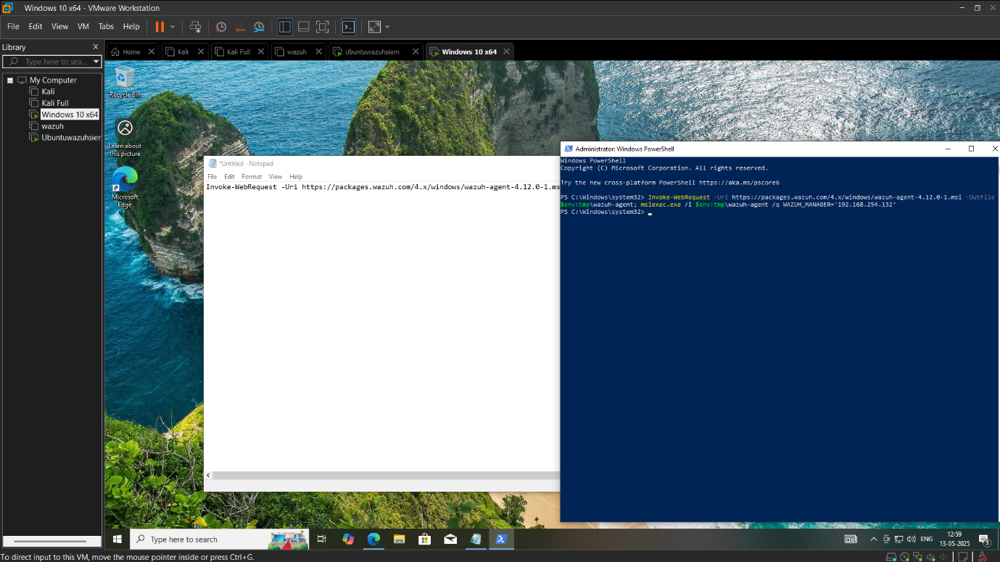 Windows 10 x64 - VMware Workstation
File Edit View VM Tabs Help
Library
Type here to sea...
My Computer
Kali
Kali Full
Windows 10 x64
wazuh
Ubuntuwazuhsien
Home
Kali
Kali Full
wazuh
Ubuntuwazuhsiem
Windows 10 x64
Recycle Bin
Learn about
this picture
Microsoft
Edge
*Untitled - Notepad
File Edit Format View Help
Invoke-WebRequest -Uri https://packages.wazuh.com/4.x/windows/wazuh-agent-4.12.0-1.ms
Administrator: Windows PowerShell
Windows PowerShell
Copyright (C) Microsoft Corporation. All rights reserved.
Try the new cross-platform PowerShell https://aka.ms/pscore6
PS C:\Windows\system32> Invoke-WebRequest -Uri https://packages.wazuh.com/4.x/windows/wazuh-agent-4.12.0-1.msi -OutFile
$env:tmp\wazuh-agent; msiexec.exe /i $env:tmp\wazuh-agent /q WAZUH_MANAGER='192.168.254.132'
PS C:\Windows\system32>
Type here to search
ENG
12:59
13-05-2025
3
To direct input to this VM, move the mouse pointer inside or press Ctrl+G.